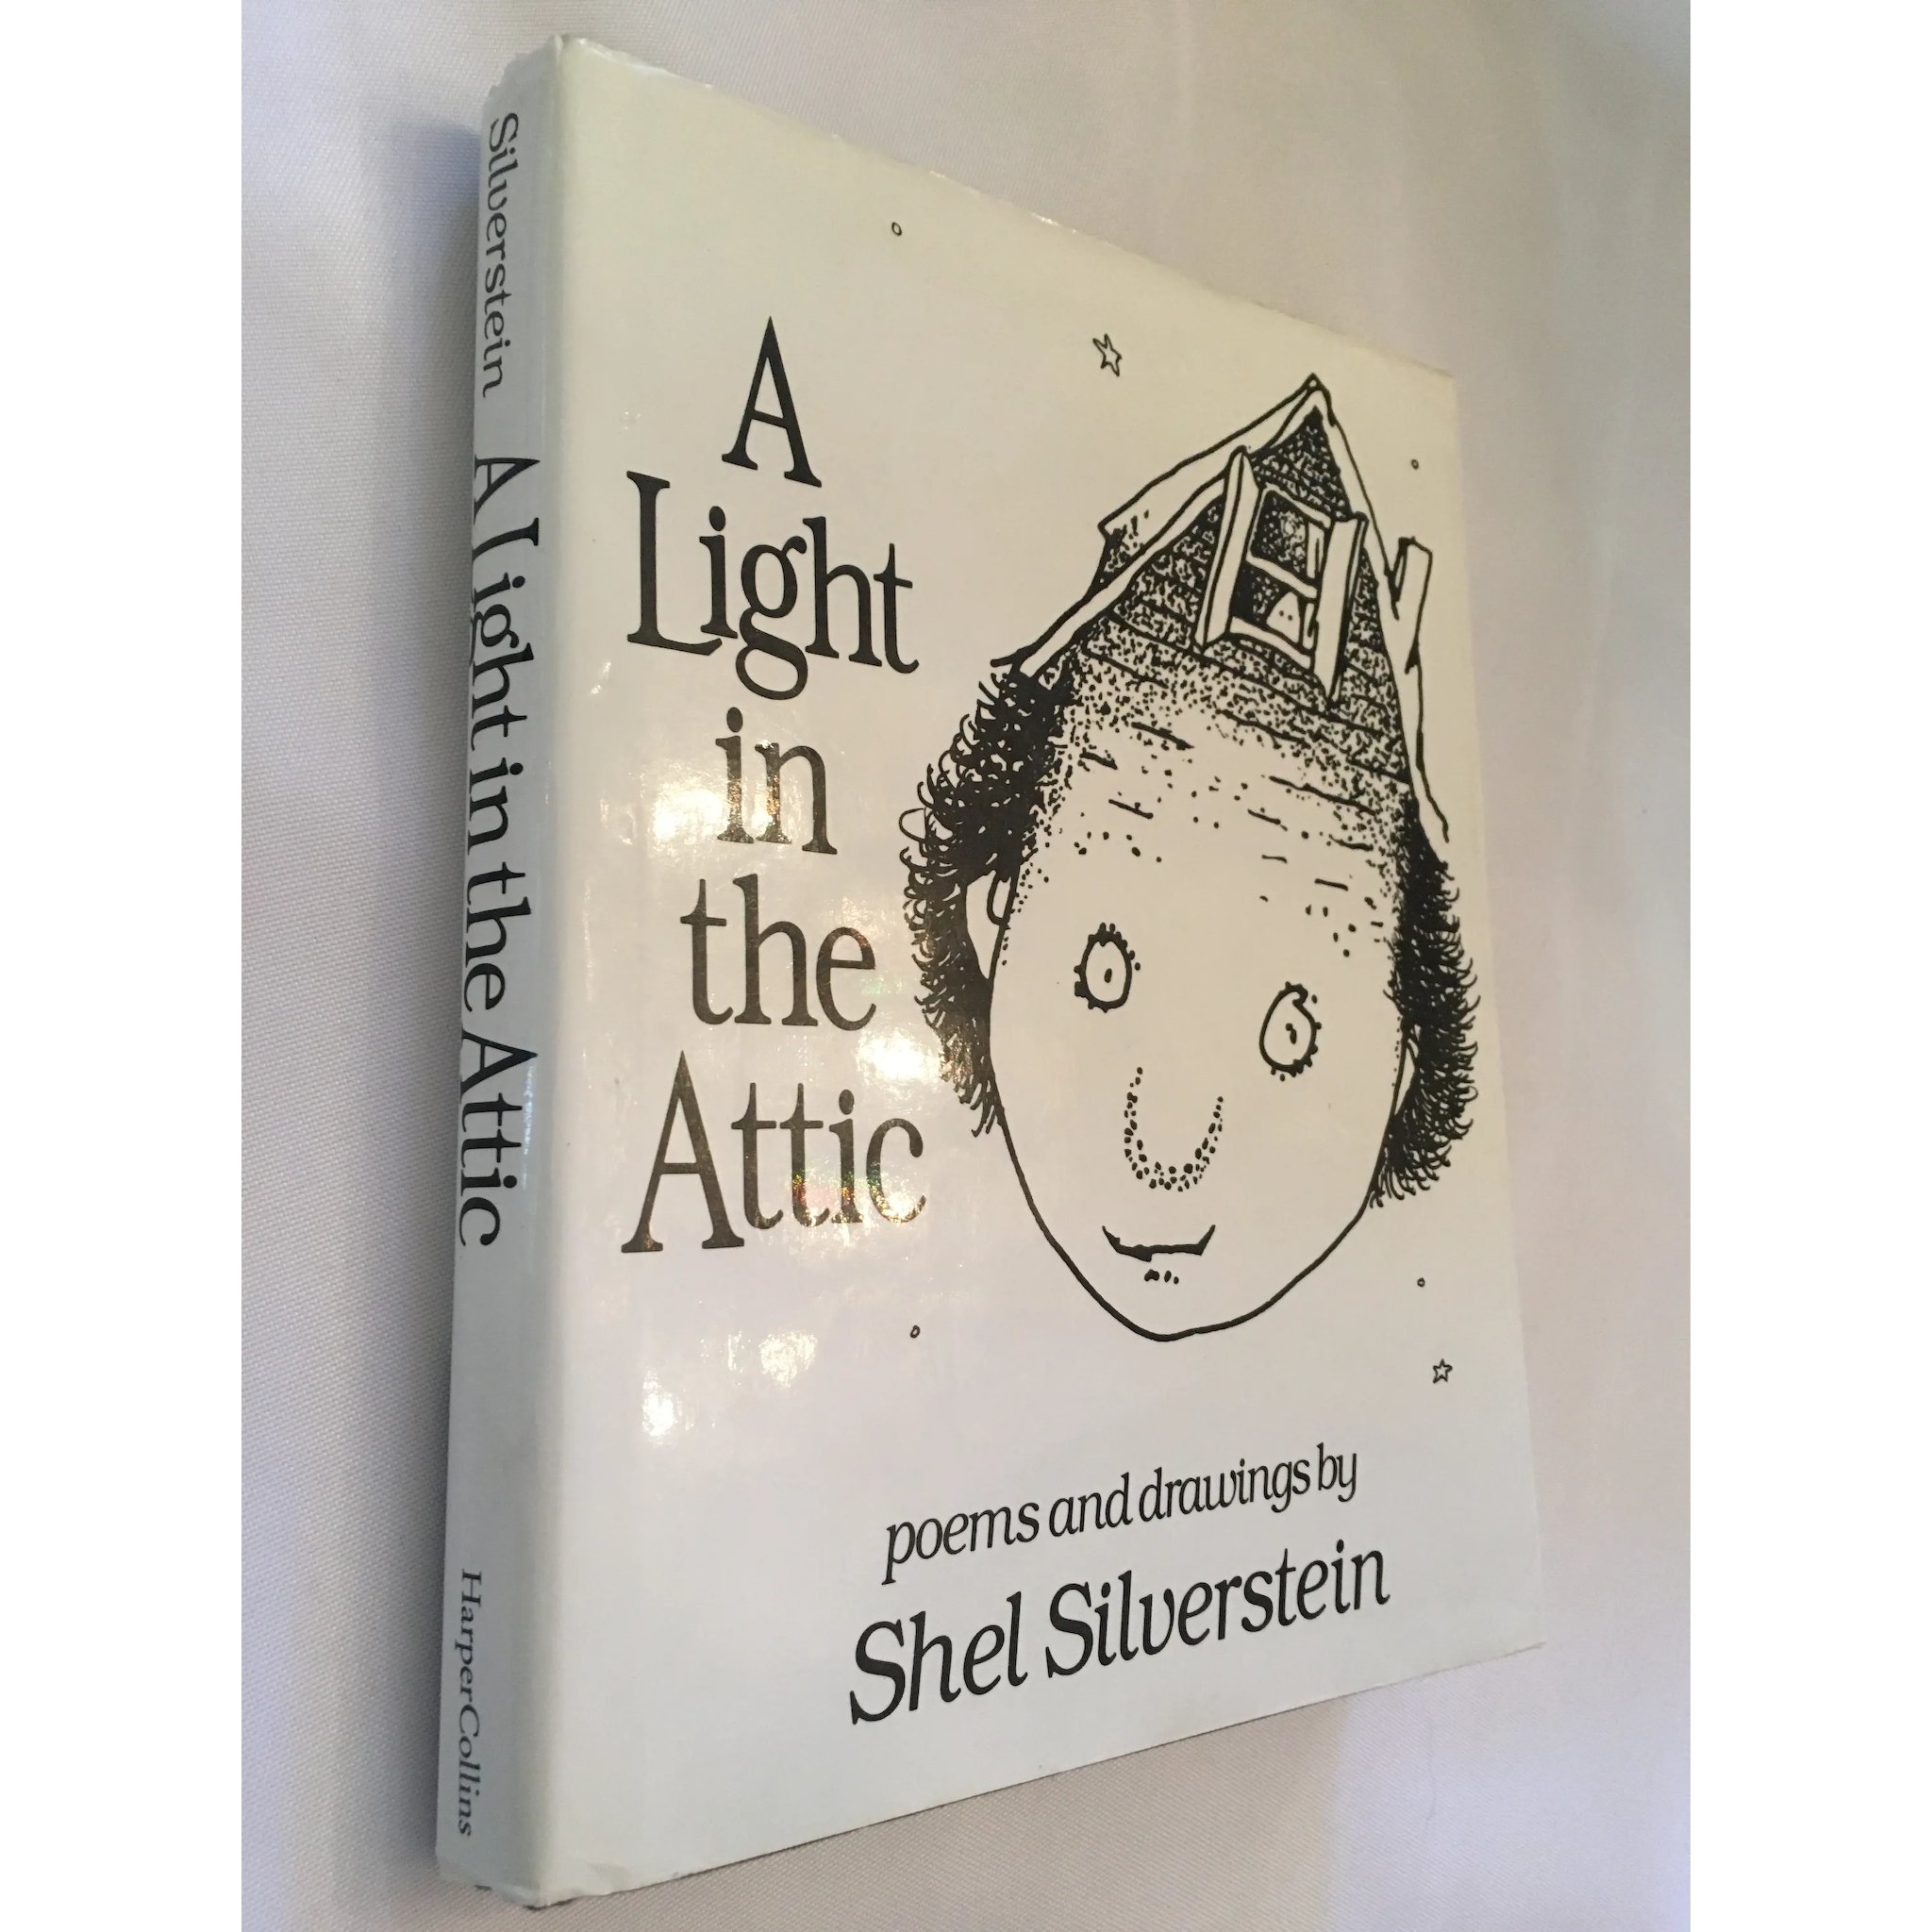 Silverstein A Light in the Attic HarperCollins
A
Light
in
the
Attic
poems and drawings by
Shel Silverstein